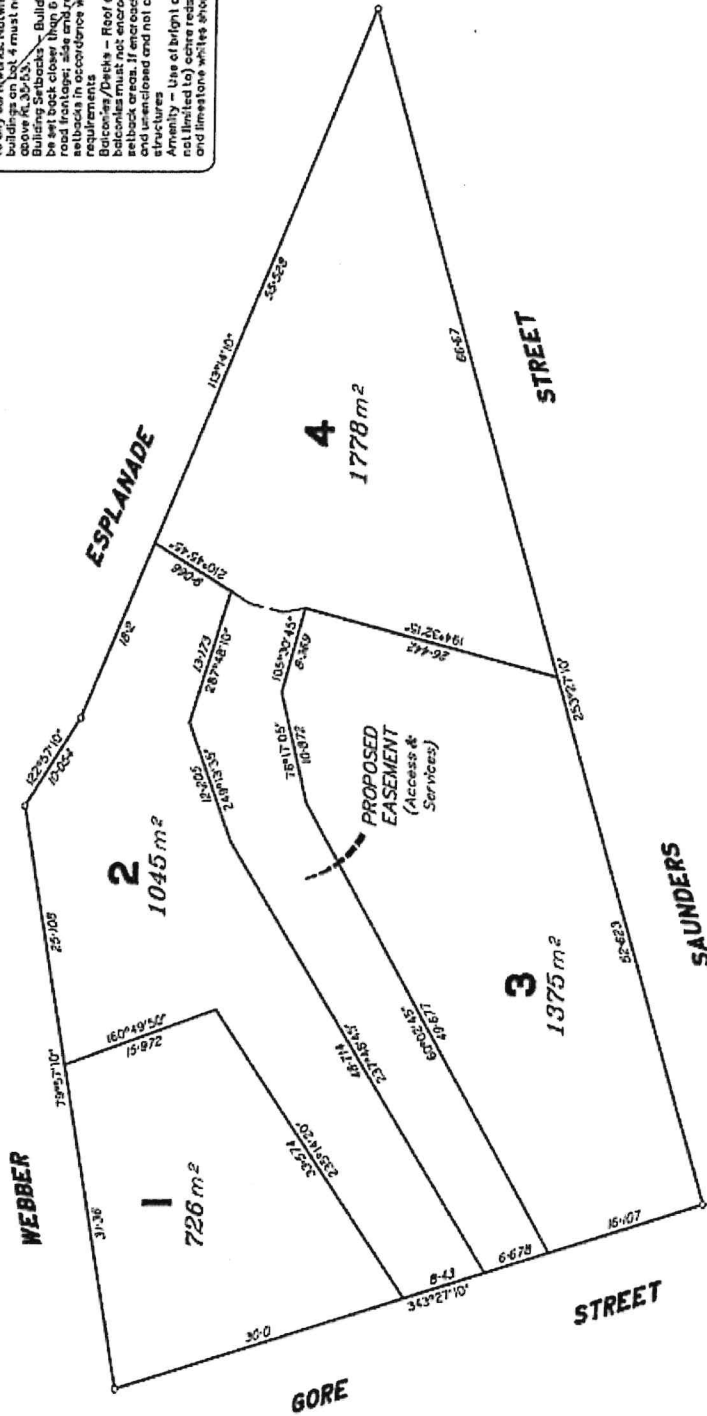 buildings on Lot 4 must n
above RL 35·53.
Building Setbacks – Build
be set back closer than 6
road frontage; side and r
setbacks in accordance w
requirements
Balconies/Decks – Roof
balconies must not encroa
setback areas. If encroac
and unenclosed and not c
structures
Amenity – Use of bright c
not limited to) ochre reds
and limestone whites shou
WEBBER
ESPLANADE
122°57'10"
10·054
18·2
113°14'10"
55·528
79°57'10"
31·36
25·108
160°49'50"
15·972
1
726 m²
2
1045 m²
33·574
235°14'20"
12·205
249°13'35"
13·173
287°48'10"
9·066
210°45'45"
4
1778 m²
66·67
STREET
48·714
237°46'45"
PROPOSED
EASEMENT
(Access &
Services)
76°17'05"
10·872
105°30'45"
8·369
26·442
194°32'15"
60°02'45"
49·677
3
1375 m²
253°27'10"
52·623
SAUNDERS
30·0
8·43
343°27'10"
6·678
16·107
GORE
STREET